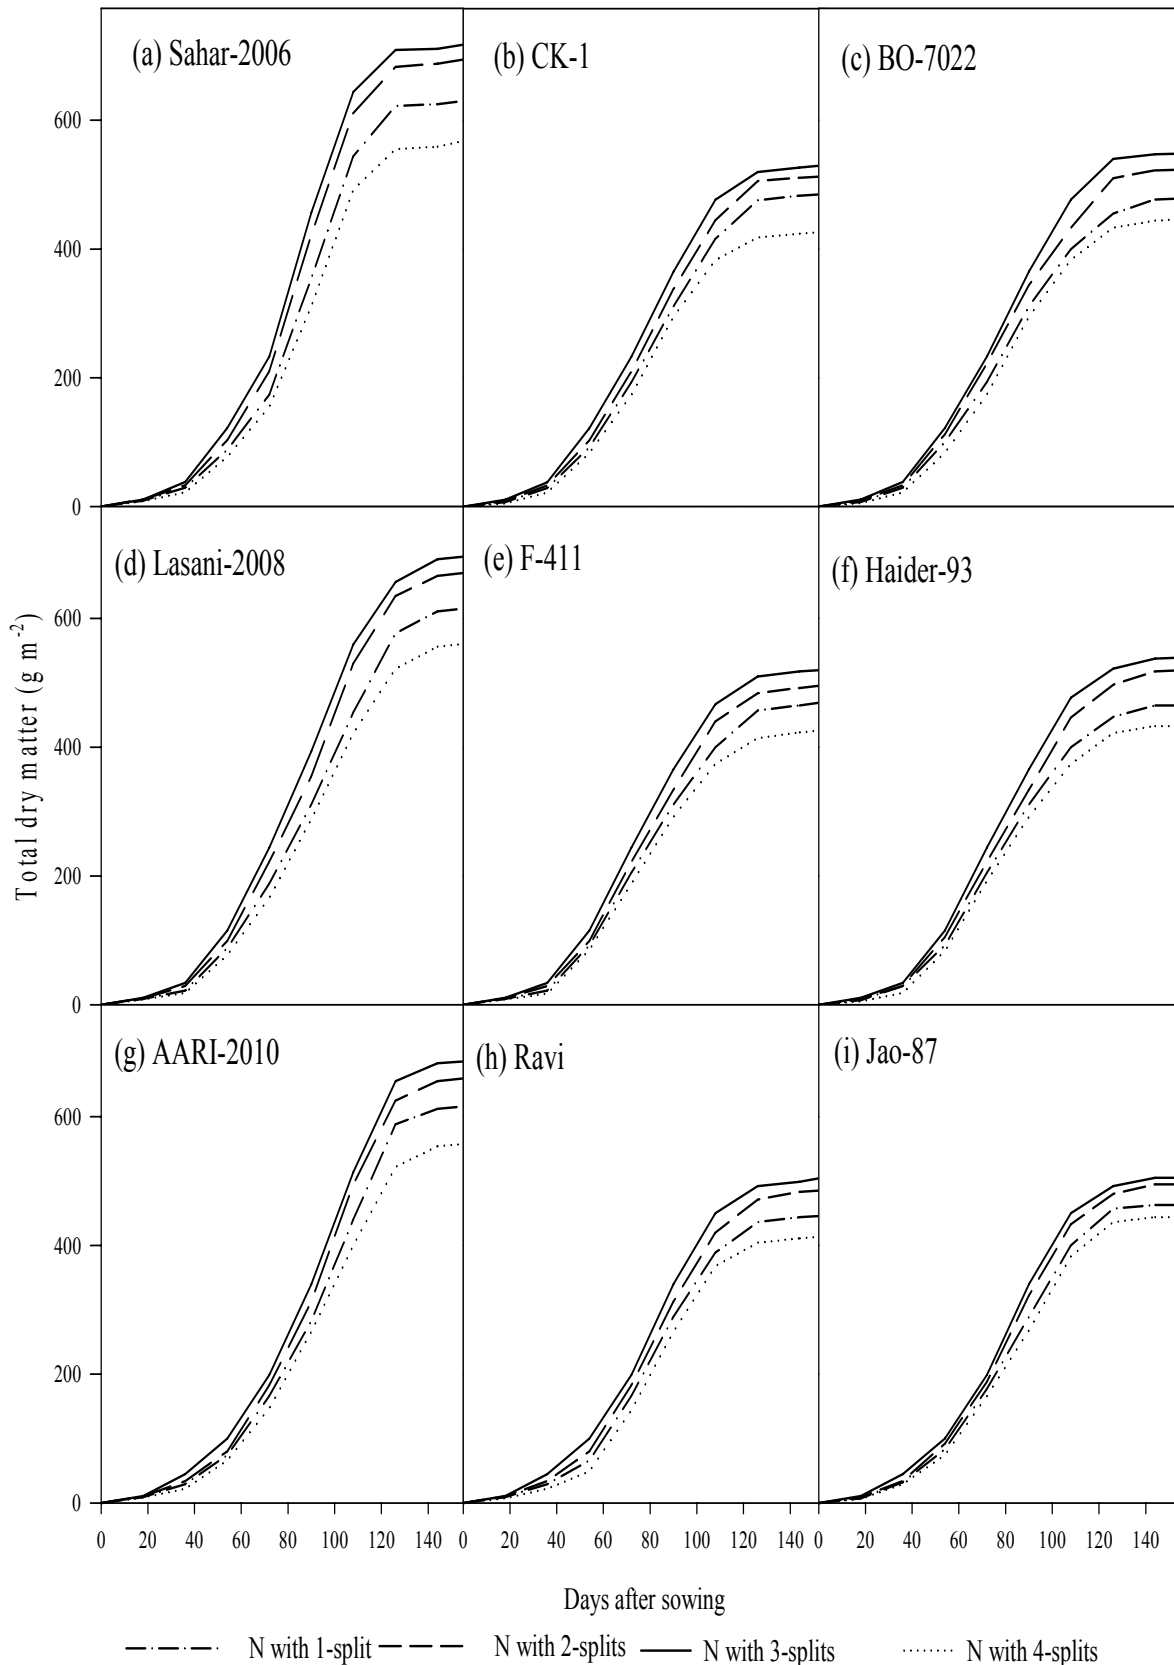 (a) Sahar-2006
(b) CK-1
(c) BO-7022
600
400
200
0
(d) Lasani-2008
(e) F-411
(f) Haider-93
600
400
200
0
Total dry matter (g m-2)
(g) AARI-2010
(h) Ravi
(i) Jao-87
600
400
200
0
0 20 40 60 80 100 120 140 0 20 40 60 80 100 120 140 0 20 40 60 80 100 120 140
Days after sowing
N with 1-split N with 2-splits N with 3-splits N with 4-splits